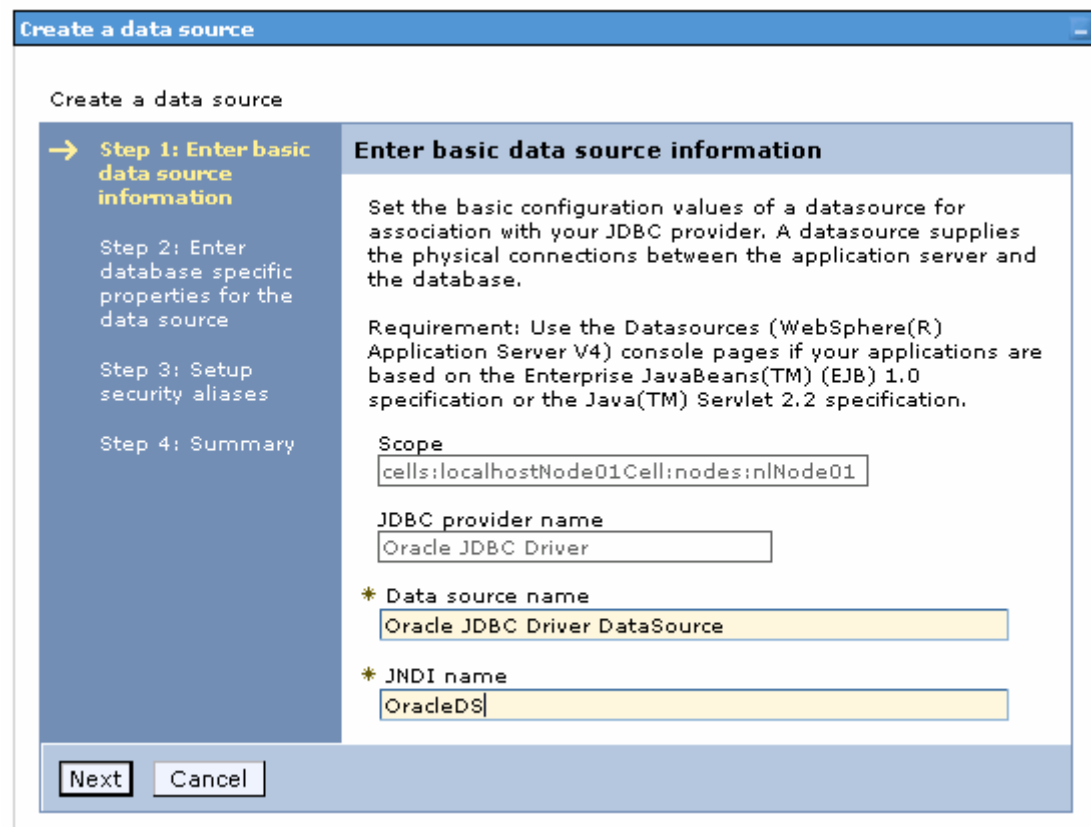 Create a data source
Create a data source
→ Step 1: Enter basic
data source
information
Step 2: Enter
database specific
properties for the
data source
Step 3: Setup
security aliases
Step 4: Summary
Enter basic data source information
Set the basic configuration values of a datasource for
association with your JDBC provider. A datasource supplies
the physical connections between the application server and
the database.
Requirement: Use the Datasources (WebSphere(R)
Application Server V4) console pages if your applications are
based on the Enterprise JavaBeans(TM) (EJB) 1.0
specification or the Java(TM) Servlet 2.2 specification.
Scope
cells:localhostNode01Cell:nodes:nlNode01
JDBC provider name
Oracle JDBC Driver
* Data source name
Oracle JDBC Driver DataSource
* JNDI name
OracleDS
Next Cancel